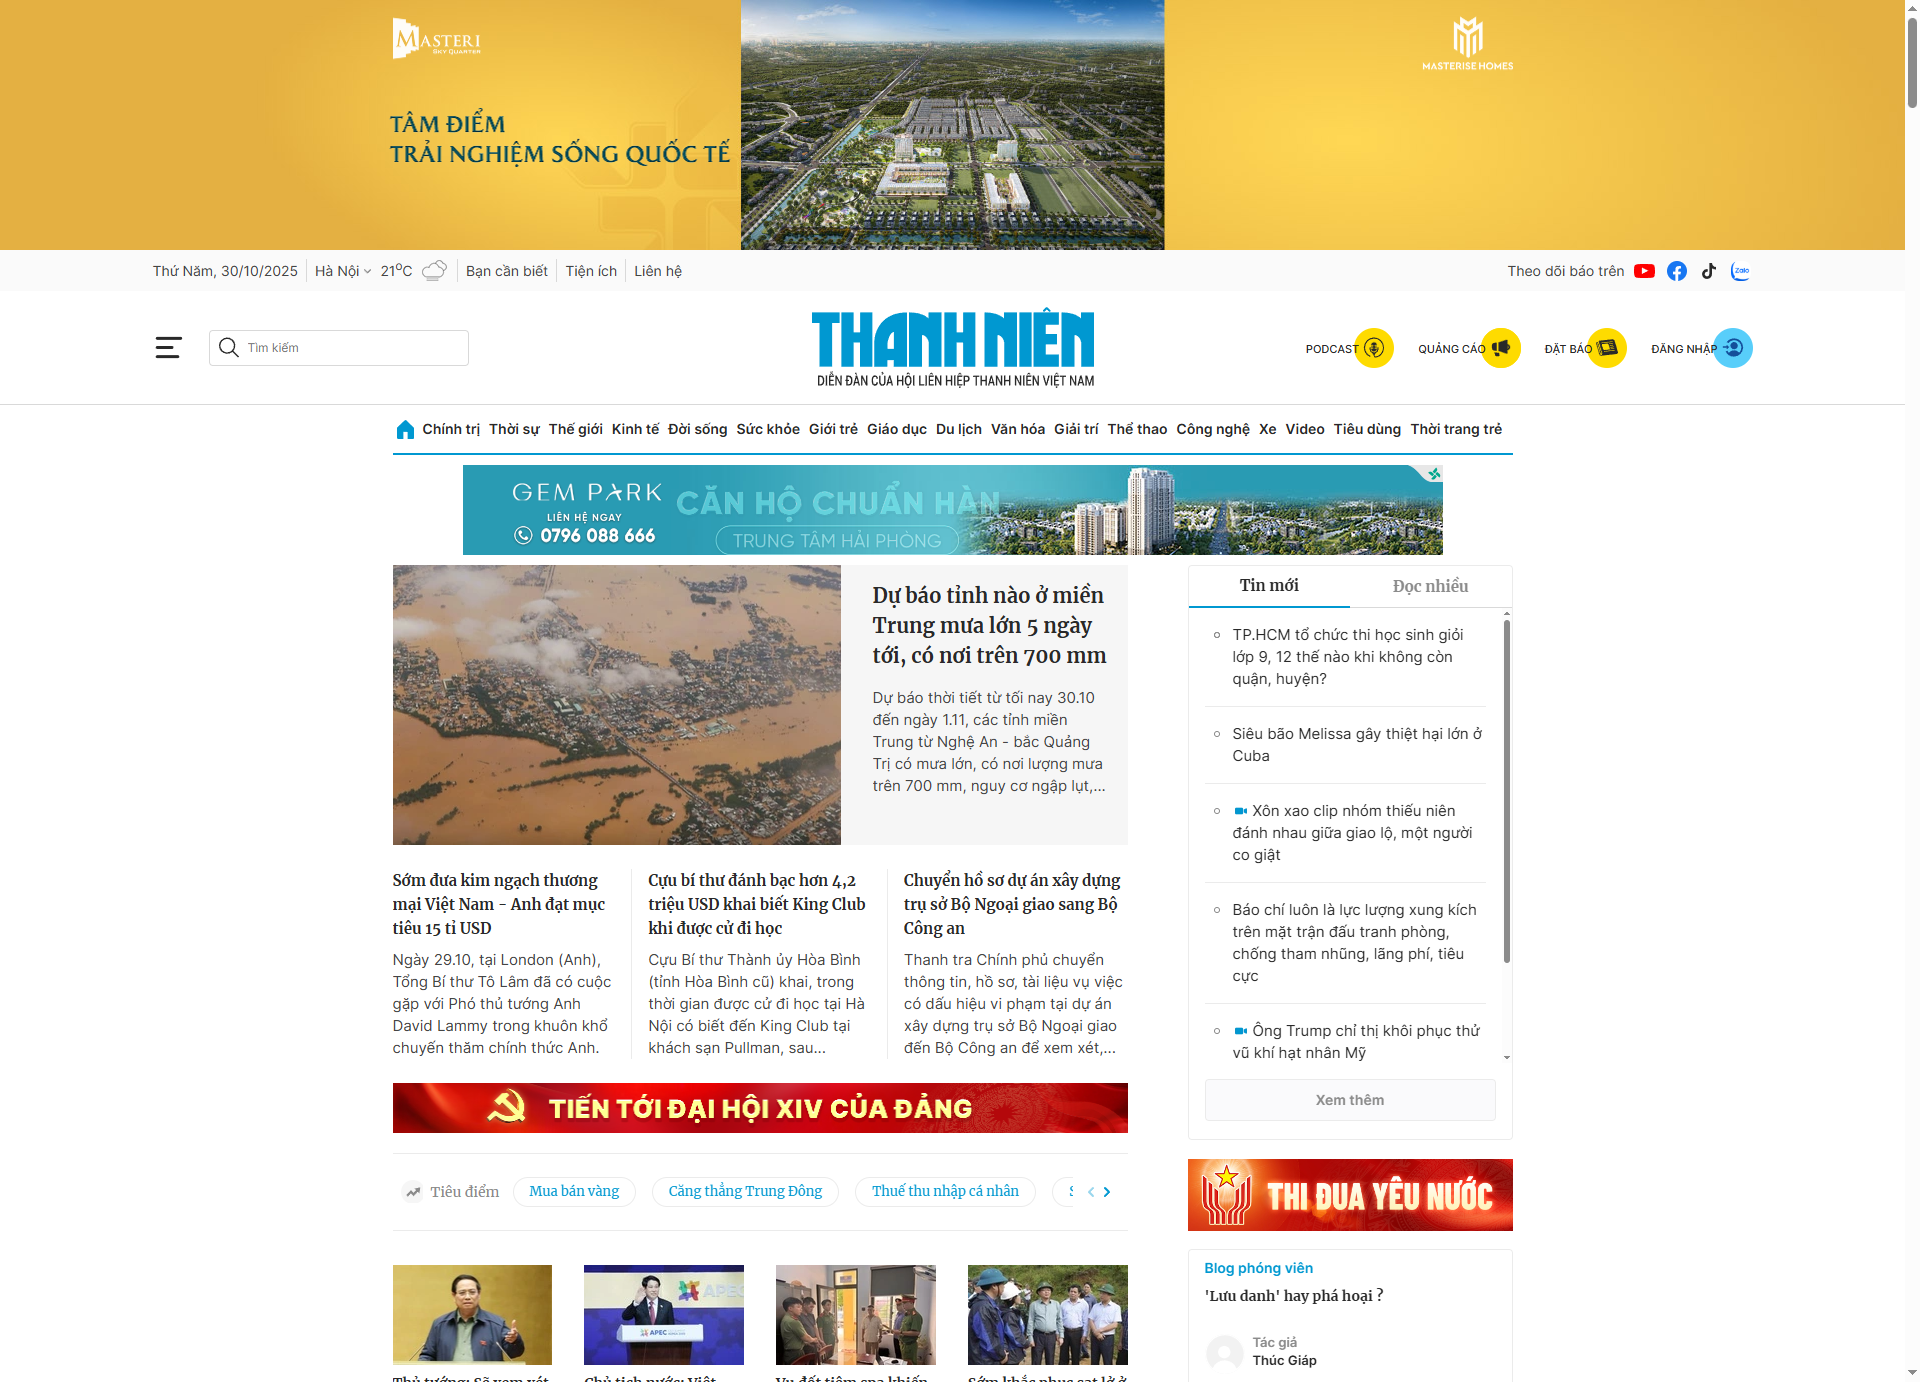 MASTERI
SKY QUARTER
MASTERISE HOMES
TÂM ĐIỂM
TRẢI NGHIỆM SỐNG QUỐC TẾ
Thứ Năm, 30/10/2025
Hà Nội
21°C
Bạn cần biết
Tiện ích
Liên hệ
Theo dõi báo trên
Zalo
Tìm kiếm
THANH NIÊN
DIỄN ĐÀN CỦA HỘI LIÊN HIỆP THANH NIÊN VIỆT NAM
PODCAST
QUẢNG CÁO
ĐẶT BÁO
ĐĂNG NHẬP
Chính trị Thời sự Thế giới Kinh tế Đời sống Sức khỏe Giới trẻ Giáo dục Du lịch Văn hóa Giải trí Thể thao Công nghệ Xe Video Tiêu dùng Thời trang trẻ
GEM PARK
LIÊN HỆ NGAY
0796 088 666
CĂN HỘ CHUẨN HÀN
TRUNG TÂM HẢI PHÒNG
Dự báo tỉnh nào ở miền
Trung mưa lớn 5 ngày
tới, có nơi trên 700 mm
Dự báo thời tiết từ tối nay 30.10
đến ngày 1.11, các tỉnh miền
Trung từ Nghệ An - bắc Quảng
Trị có mưa lớn, có nơi lượng mưa
trên 700 mm, nguy cơ ngập lụt,...
Sớm đưa kim ngạch thương
mại Việt Nam - Anh đạt mục
tiêu 15 tỉ USD
Ngày 29.10, tại London (Anh),
Tổng Bí thư Tô Lâm đã có cuộc
gặp với Phó thủ tướng Anh
David Lammy trong khuôn khổ
chuyến thăm chính thức Anh.
Cựu bí thư đánh bạc hơn 4,2
triệu USD khai biết King Club
khi được cử đi học
Cựu Bí thư Thành ủy Hòa Bình
(tỉnh Hòa Bình cũ) khai, trong
thời gian được cử đi học tại Hà
Nội có biết đến King Club tại
khách sạn Pullman, sau...
Chuyển hồ sơ dự án xây dựng
trụ sở Bộ Ngoại giao sang Bộ
Công an
Thanh tra Chính phủ chuyển
thông tin, hồ sơ, tài liệu vụ việc
có dấu hiệu vi phạm tại dự án
xây dựng trụ sở Bộ Ngoại giao
đến Bộ Công an để xem xét,...
TIẾN TỚI ĐẠI HỘI XIV CỦA ĐẢNG
Tiêu điểm
Mua bán vàng
Căng thẳng Trung Đông
Thuế thu nhập cá nhân
APEC
APEC
Thủ tướng: Sẽ xem xét
Chủ tịch nước: Việt
Vụ đốt tiệm spa khiến
Sớm khắc phục sạt lở ở
Tin mới
Đọc nhiều
TP.HCM tổ chức thi học sinh giỏi
lớp 9, 12 thế nào khi không còn
quận, huyện?
Siêu bão Melissa gây thiệt hại lớn ở
Cuba
Xôn xao clip nhóm thiếu niên
đánh nhau giữa giao lộ, một người
co giật
Báo chí luôn là lực lượng xung kích
trên mặt trận đấu tranh phòng,
chống tham nhũng, lãng phí, tiêu
cực
Ông Trump chỉ thị khôi phục thử
vũ khí hạt nhân Mỹ
Xem thêm
THI ĐUA YÊU NƯỚC
Blog phóng viên
'Lưu danh' hay phá hoại ?
Tác giả
Thúc Giáp